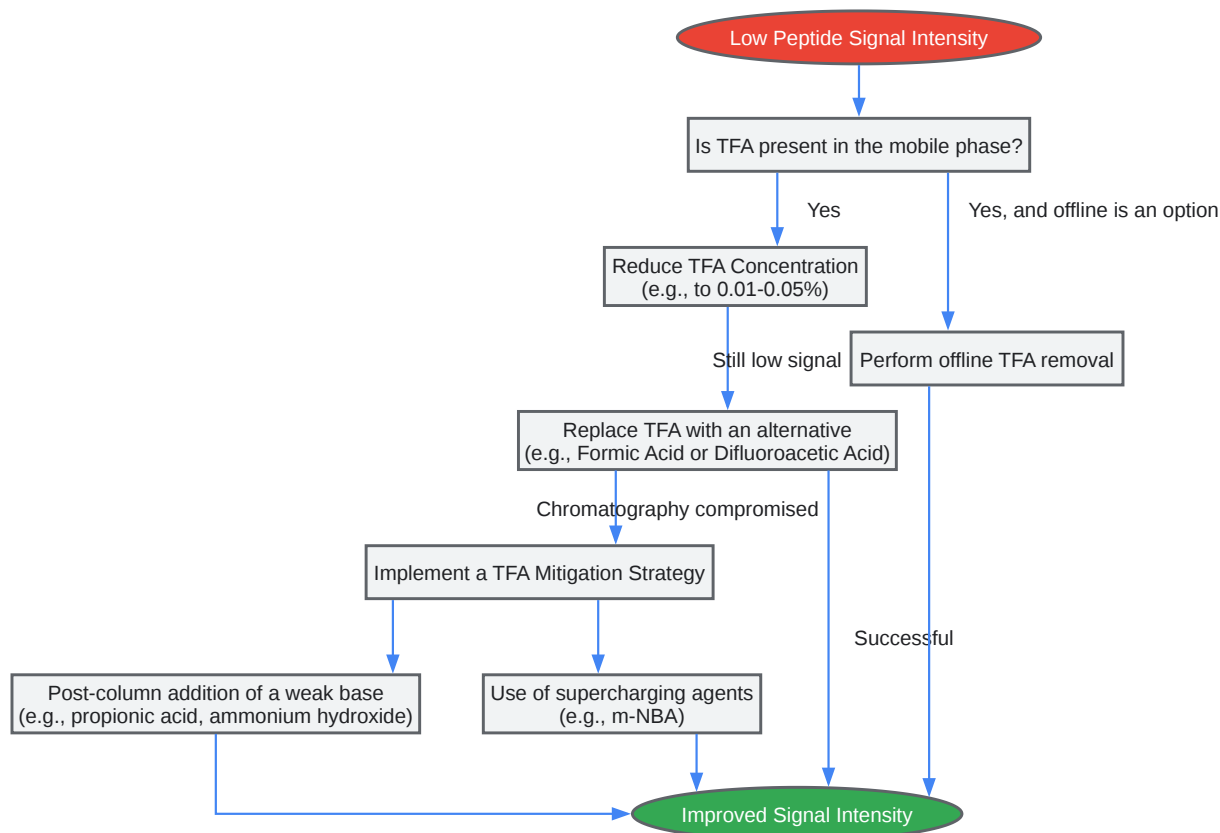 Low Peptide Signal Intensity
Is TFA present in the mobile phase?
Yes
Yes, and offline is an option
Reduce TFA Concentration
(e.g., to 0.01-0.05%)
Still low signal
Perform offline TFA removal
Replace TFA with an alternative
(e.g., Formic Acid or Difluoroacetic Acid)
Chromatography compromised
Implement a TFA Mitigation Strategy
Successful
Post-column addition of a weak base
(e.g., propionic acid, ammonium hydroxide)
Use of supercharging agents
(e.g., m-NBA)
Improved Signal Intensity